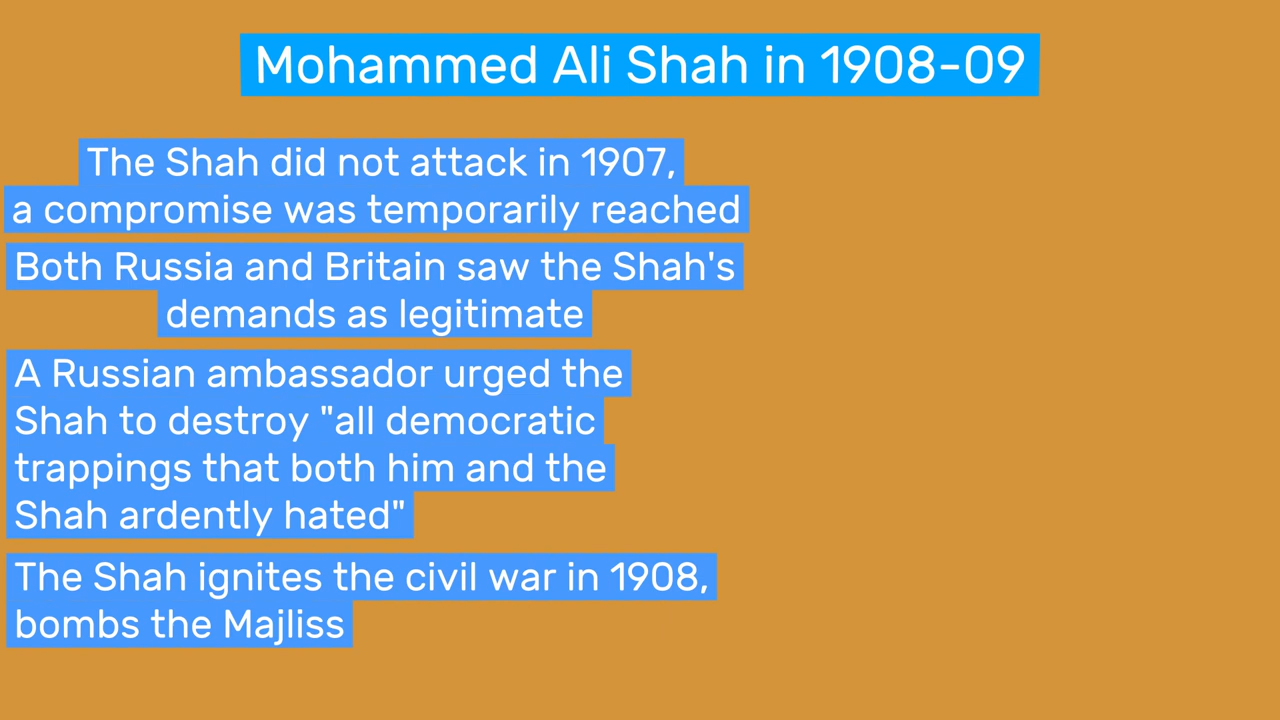 Mohammed Ali Shah in 1908-09
The Shah did not attack in 1907,
a compromise was temporarily reached
Both Russia and Britain saw the Shah's
demands as legitimate
A Russian ambassador urged the
Shah to destroy "all democratic
trappings that both him and the
Shah ardently hated"
The Shah ignites the civil war in 1908,
bombs the Majliss